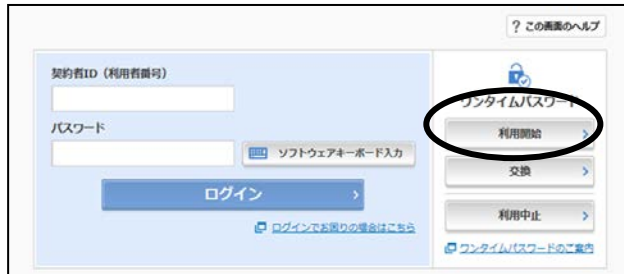 ? この画面のヘルプ
契約者ID（利用者番号）
パスワード
ソフトウェアキーボード入力
ログイン
ログインでお困りの場合はこちら
ワンタイムパスワード
利用開始
交換
利用中止
ワンタイムパスワードのご案内